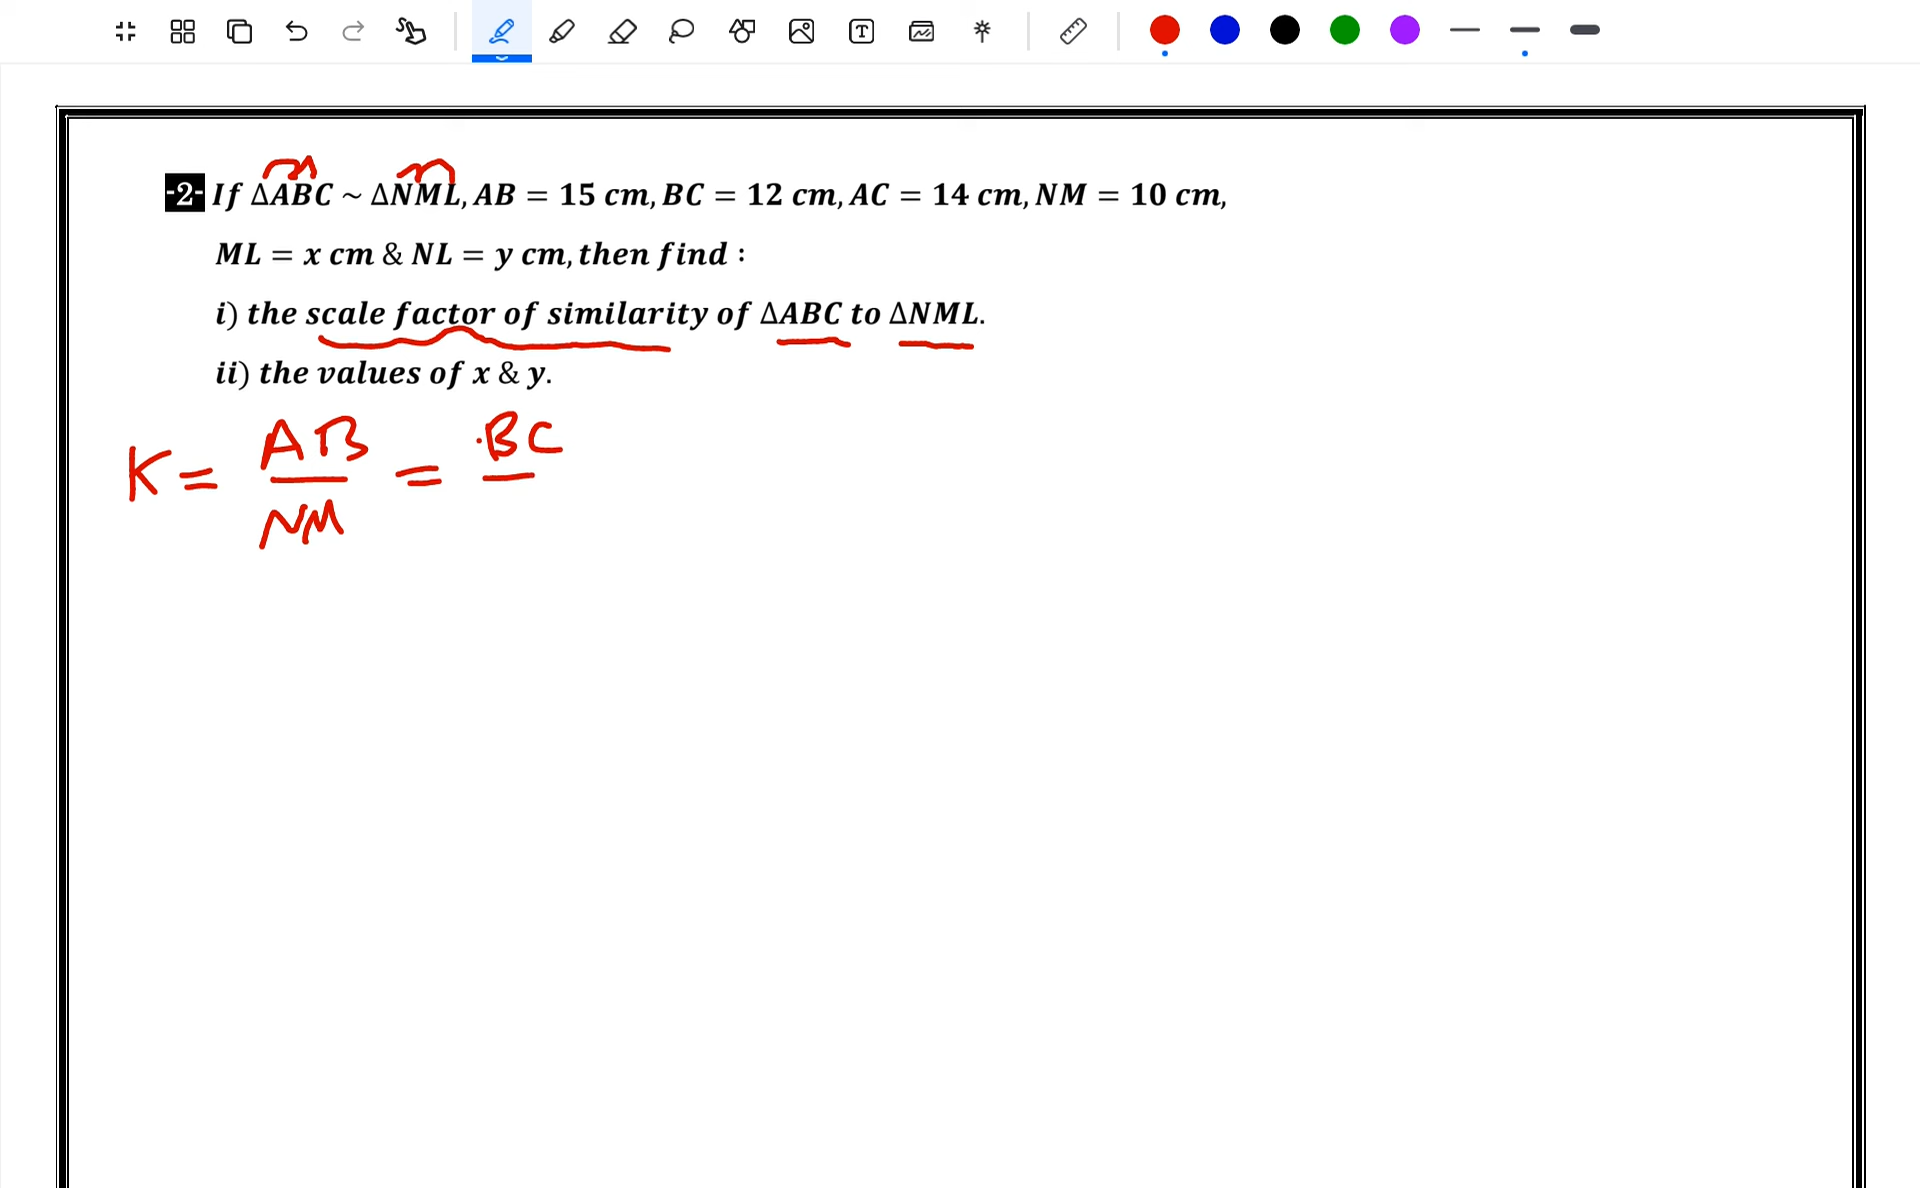 -2- If ΔABC ~ ΔNML, AB = 15 cm, BC = 12 cm, AC = 14 cm, NM = 10 cm,
ML = x cm & NL = y cm, then find :
i) the scale factor of similarity of ΔABC to ΔNML.
ii) the values of x & y.
K = AB/NM = BC/